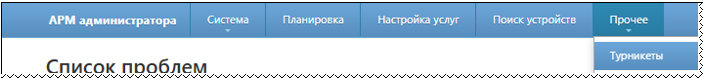 АРМ администратора Система Планировка Настройка услуг Поиск устройств Прочее
Турникеты
Список проблем